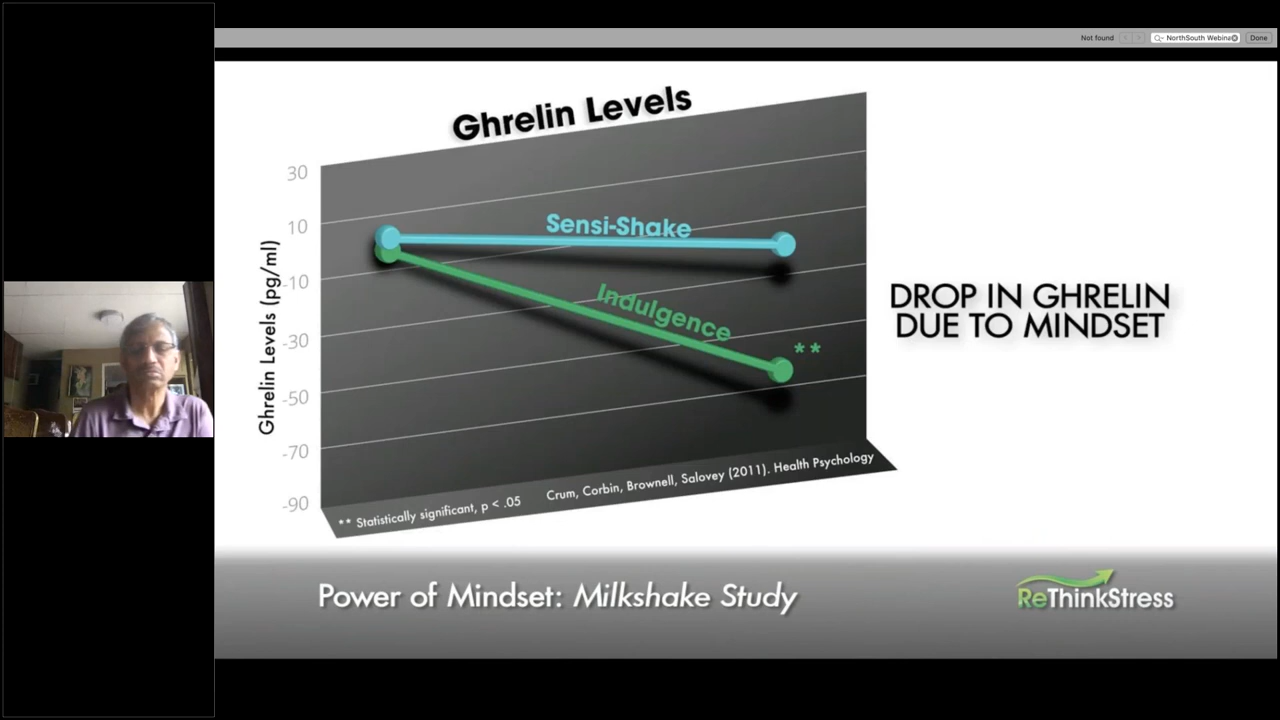 Not found
NorthSouth Webina
Done
Ghrelin Levels
30
10
-10
-30
-50
-70
-90
Ghrelin Levels (pg/ml)
Sensi-Shake
Indulgence
**
DROP IN GHRELIN
DUE TO MINDSET
** Statistically significant, p < .05
Crum, Corbin, Brownell, Salovey (2011). Health Psychology
Power of Mindset: Milkshake Study
ReThinkStress